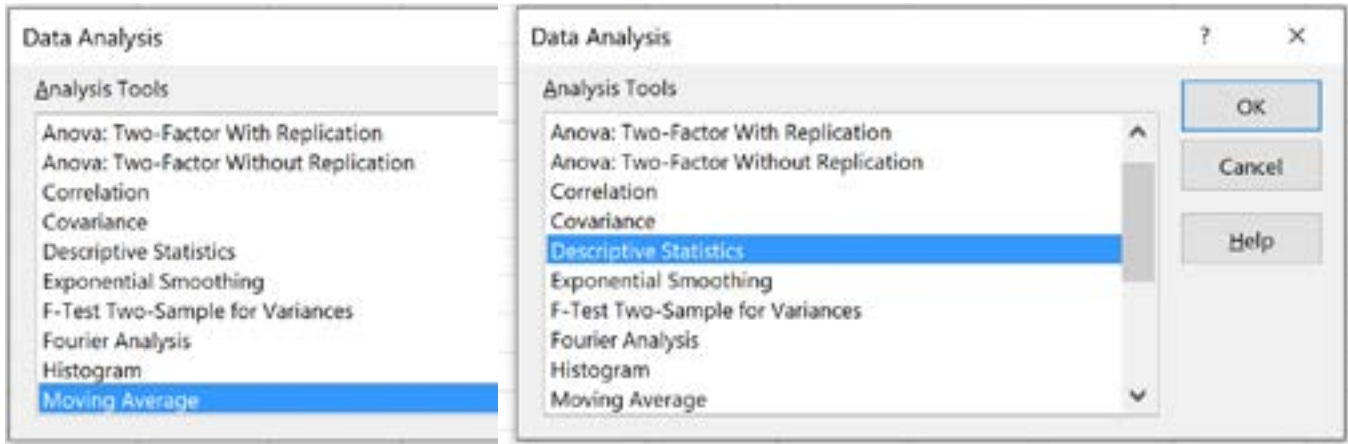 Data Analysis
Analysis Tools
Anova: Two-Factor With Replication
Anova: Two-Factor Without Replication
Correlation
Covariance
Descriptive Statistics
Exponential Smoothing
F-Test Two-Sample for Variances
Fourier Analysis
Histogram
Moving Average
Data Analysis
?
×
Analysis Tools
Anova: Two-Factor With Replication
Anova: Two-Factor Without Replication
Correlation
Covariance
Descriptive Statistics
Exponential Smoothing
F-Test Two-Sample for Variances
Fourier Analysis
Histogram
Moving Average
OK
Cancel
Help